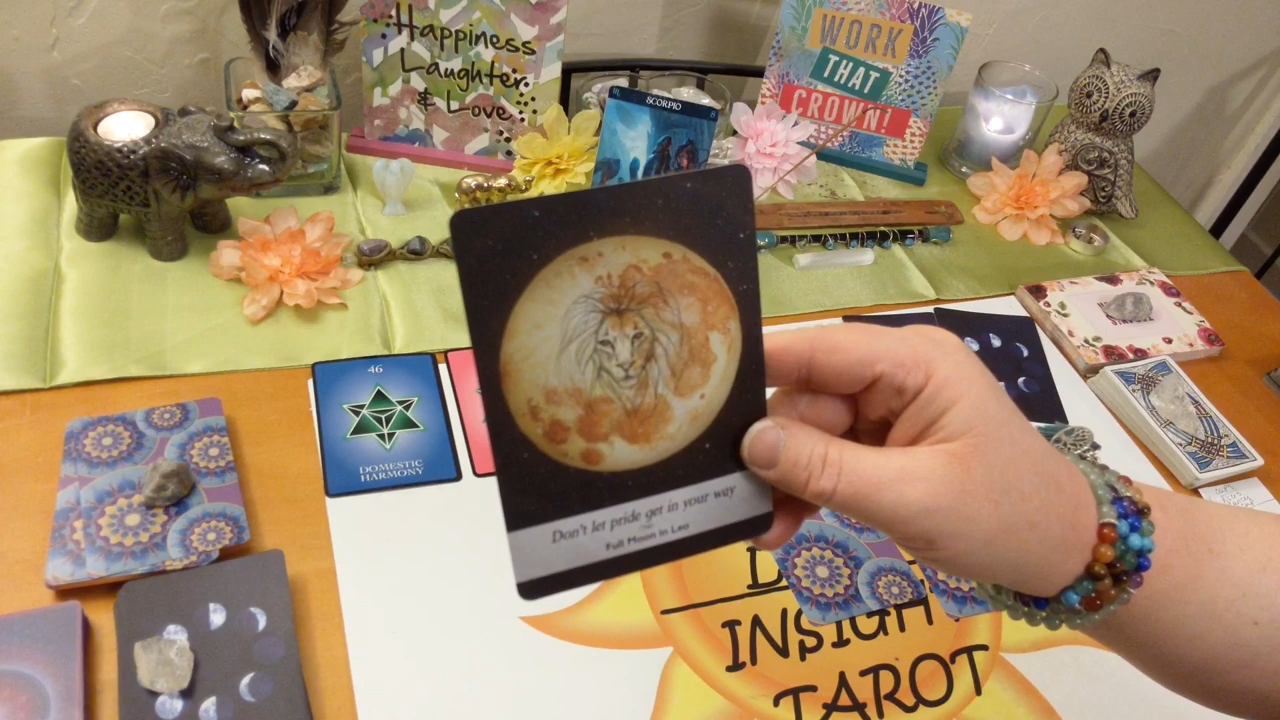 Happiness
Laughter
& Love
WORK
THAT
CROWN!
SCORPIO
46
DOMESTIC
HARMONY
Don't let pride get in your way
Full Moon in Leo
INSIGHT
TAROT